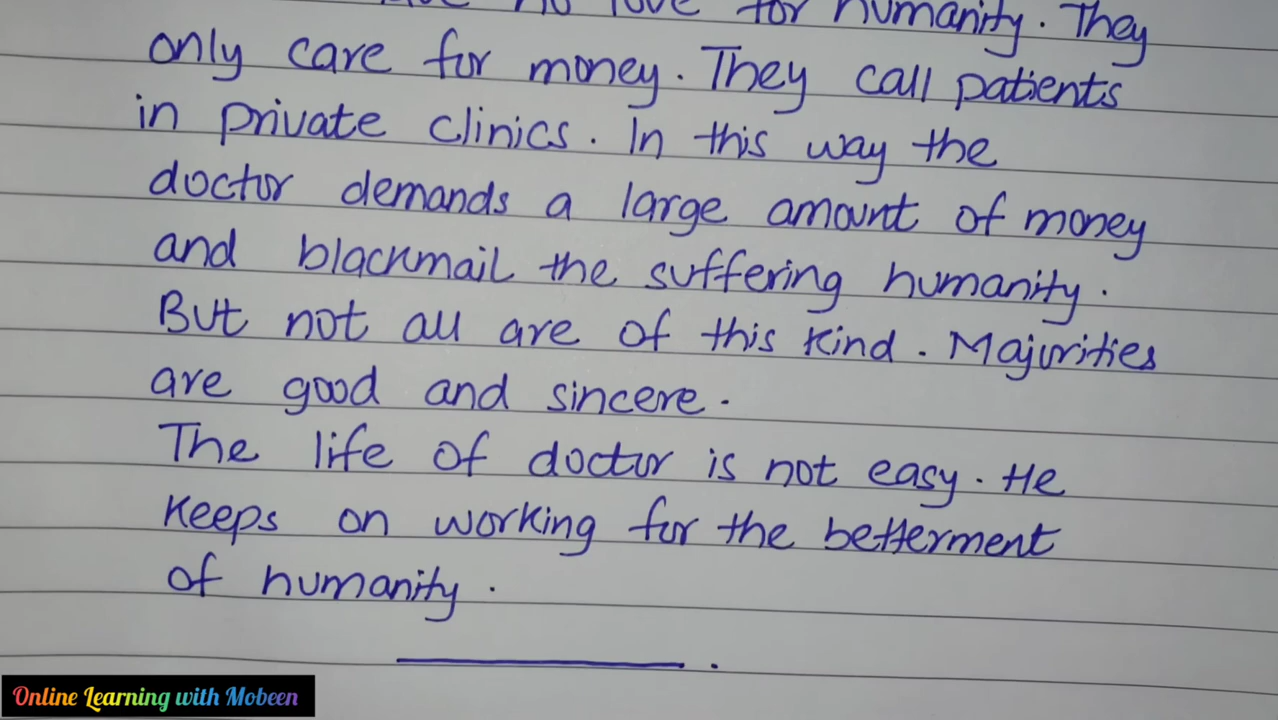 have no love for humanity. They
only care for money. They call patients
in private clinics. In this way the
doctor demands a large amount of money
and blackmail the suffering humanity.
But not all are of this kind. Majorities
are good and sincere.
The life of doctor is not easy. He
keeps on working for the betterment
of humanity.
Online Learning with Mobeen